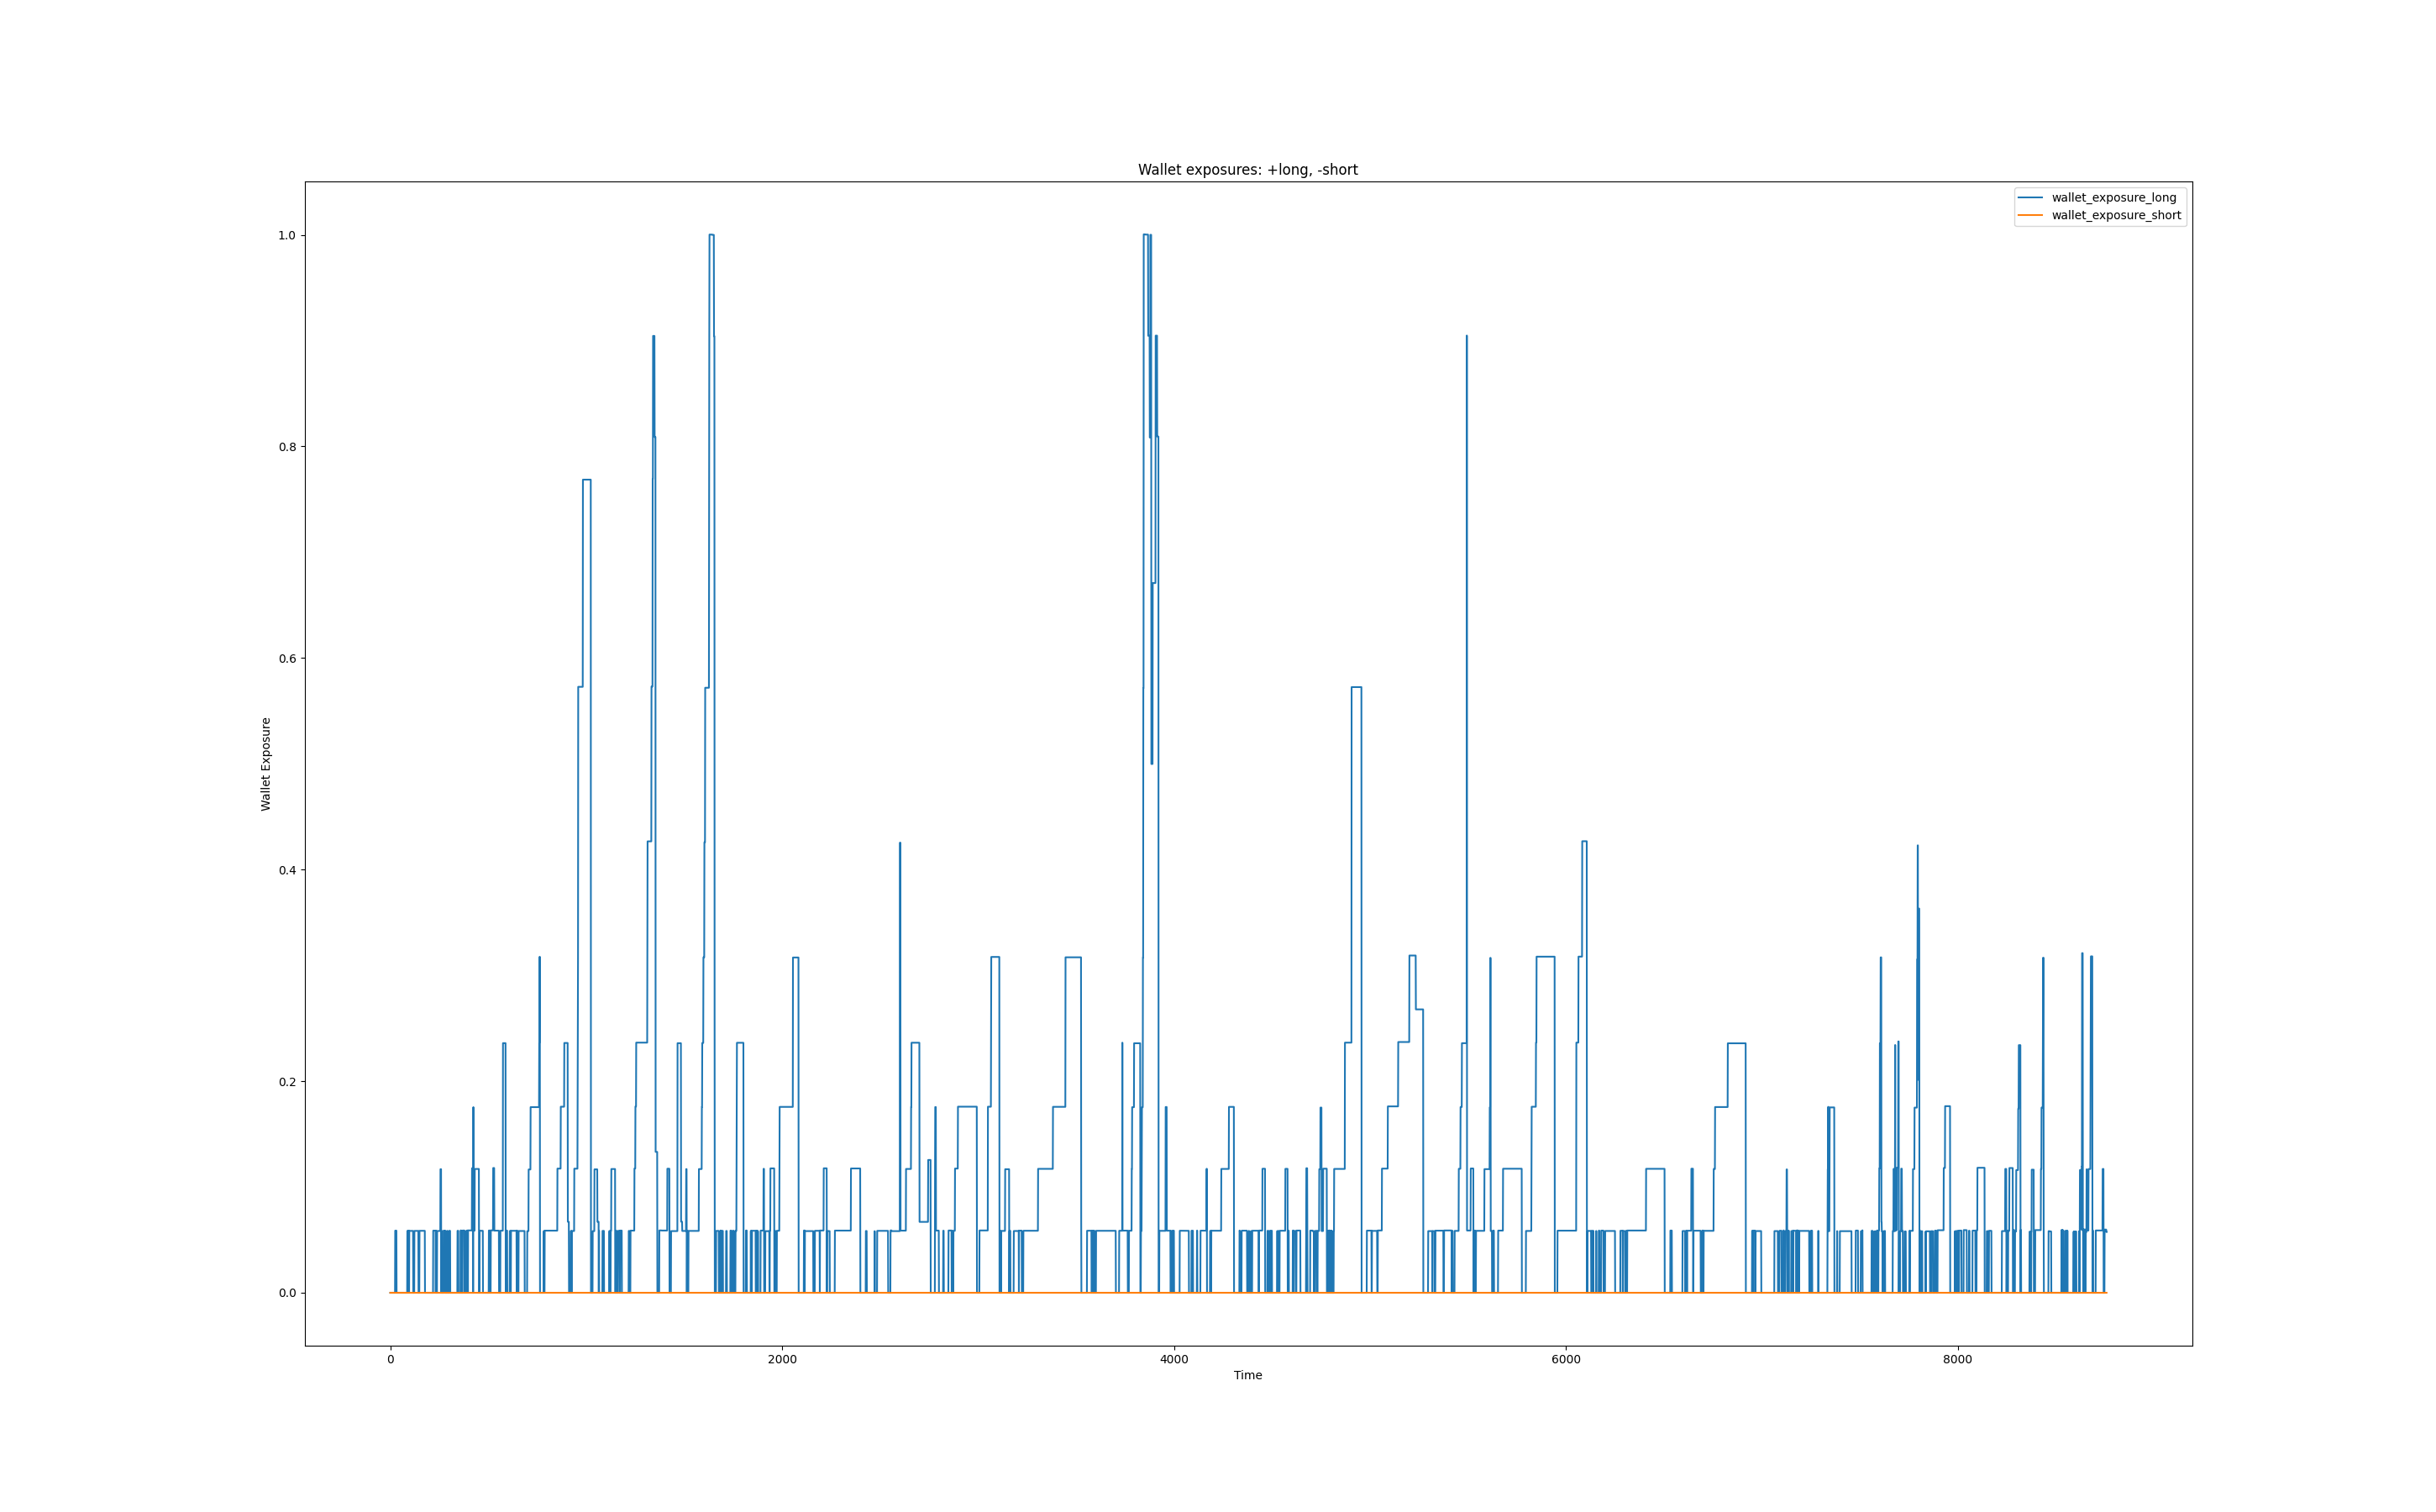 Wallet exposures: +long, -short
wallet_exposure_long
wallet_exposure_short
1.0
0.8
0.6
0.4
0.2
0.0
Wallet Exposure
0 2000 4000 6000 8000
Time